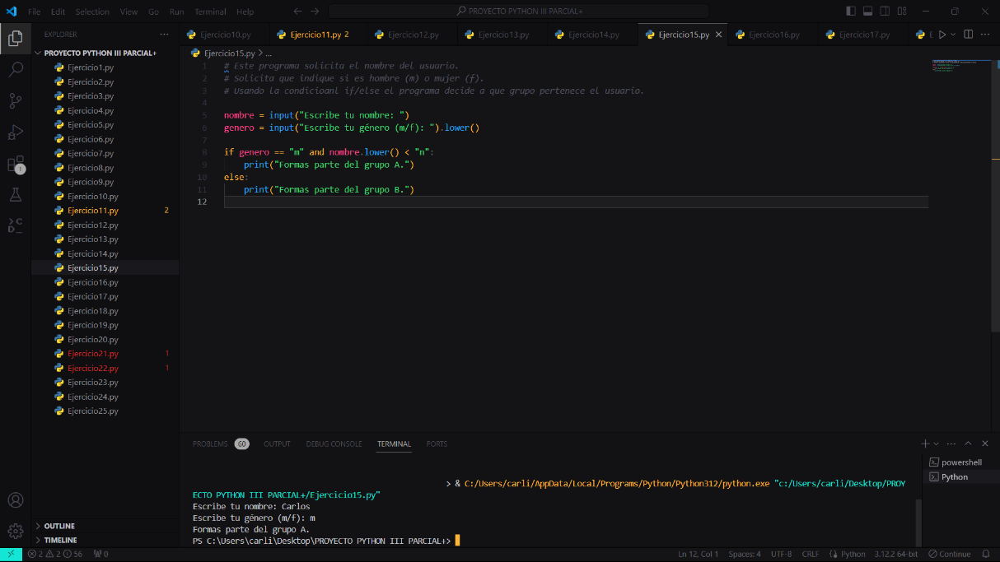 File Edit Selection View Go Run Terminal Help PROYECTO PYTHON III PARCIAL+
EXPLORER
PROYECTO PYTHON III PARCIAL+
Ejercicio1.py
Ejercicio2.py
Ejercicio3.py
Ejercicio4.py
Ejercicio5.py
Ejercicio6.py
Ejercicio7.py
Ejercicio8.py
Ejercicio9.py
Ejercicio10.py
Ejercicio11.py 2
Ejercicio12.py
Ejercicio13.py
Ejercicio14.py
Ejercicio15.py
Ejercicio16.py
Ejercicio17.py
Ejercicio18.py
Ejercicio19.py
Ejercicio20.py
Ejercicio21.py 1
Ejercicio22.py 1
Ejercicio23.py
Ejercicio24.py
Ejercicio25.py
OUTLINE
TIMELINE
1
Ejercicio10.py Ejercicio11.py 2 Ejercicio12.py Ejercicio13.py Ejercicio14.py Ejercicio15.py Ejercicio16.py Ejercicio17.py E
Ejercicio15.py > ...
1 # Este programa solicita el nombre del usuario.
2 # Solicita que indique si es hombre (m) o mujer (f).
3 # Usando la condicioanl if/else el programa decide a que grupo pertenece el usuario.
4
5 nombre = input("Escribe tu nombre: ")
6 genero = input("Escribe tu género (m/f): ").lower()
7
8 if genero == "m" and nombre.lower() < "n":
9 print("Formas parte del grupo A.")
10 else:
11 print("Formas parte del grupo B.")
12
PROBLEMS 60 OUTPUT DEBUG CONSOLE TERMINAL PORTS
> & C:/Users/carli/AppData/Local/Programs/Python/Python312/python.exe "c:/Users/carli/Desktop/PROY
ECTO PYTHON III PARCIAL+/Ejercicio15.py"
Escribe tu nombre: Carlos
Escribe tu género (m/f): m
Formas parte del grupo A.
PS C:\Users\carli\Desktop\PROYECTO PYTHON III PARCIAL+>
powershell
Python
2 2 56 0 Ln 12, Col 1 Spaces: 4 UTF-8 CRLF Python 3.12.2 64-bit Continue